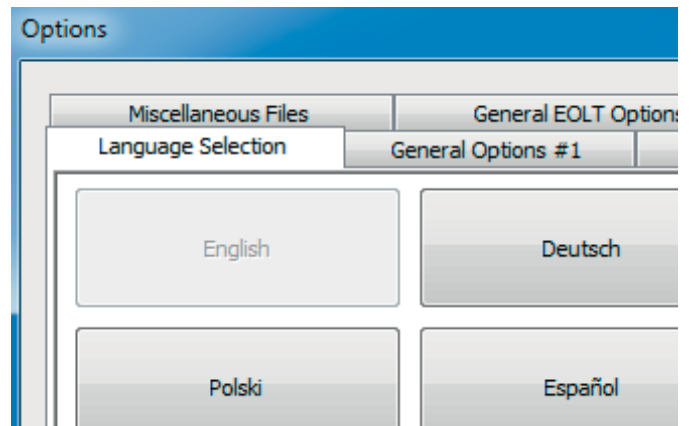 Options
Miscellaneous Files General EOLT Options
Language Selection General Options #1
English Deutsch
Polski Español